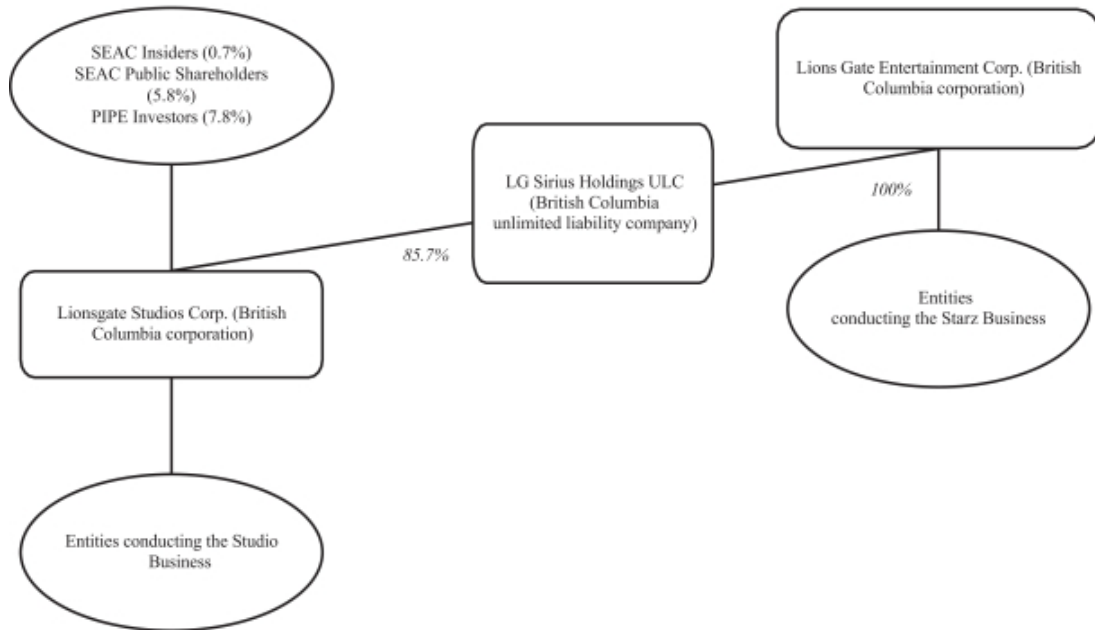 SEAC Insiders (0.7%)
SEAC Public Shareholders
(5.8%)
PIPE Investors (7.8%)
Lions Gate Entertainment Corp. (British
Columbia corporation)
LG Sirius Holdings ULC
(British Columbia
unlimited liability company)
100%
85.7%
Lionsgate Studios Corp. (British
Columbia corporation)
Entities
conducting the Starz Business
Entities conducting the Studio
Business